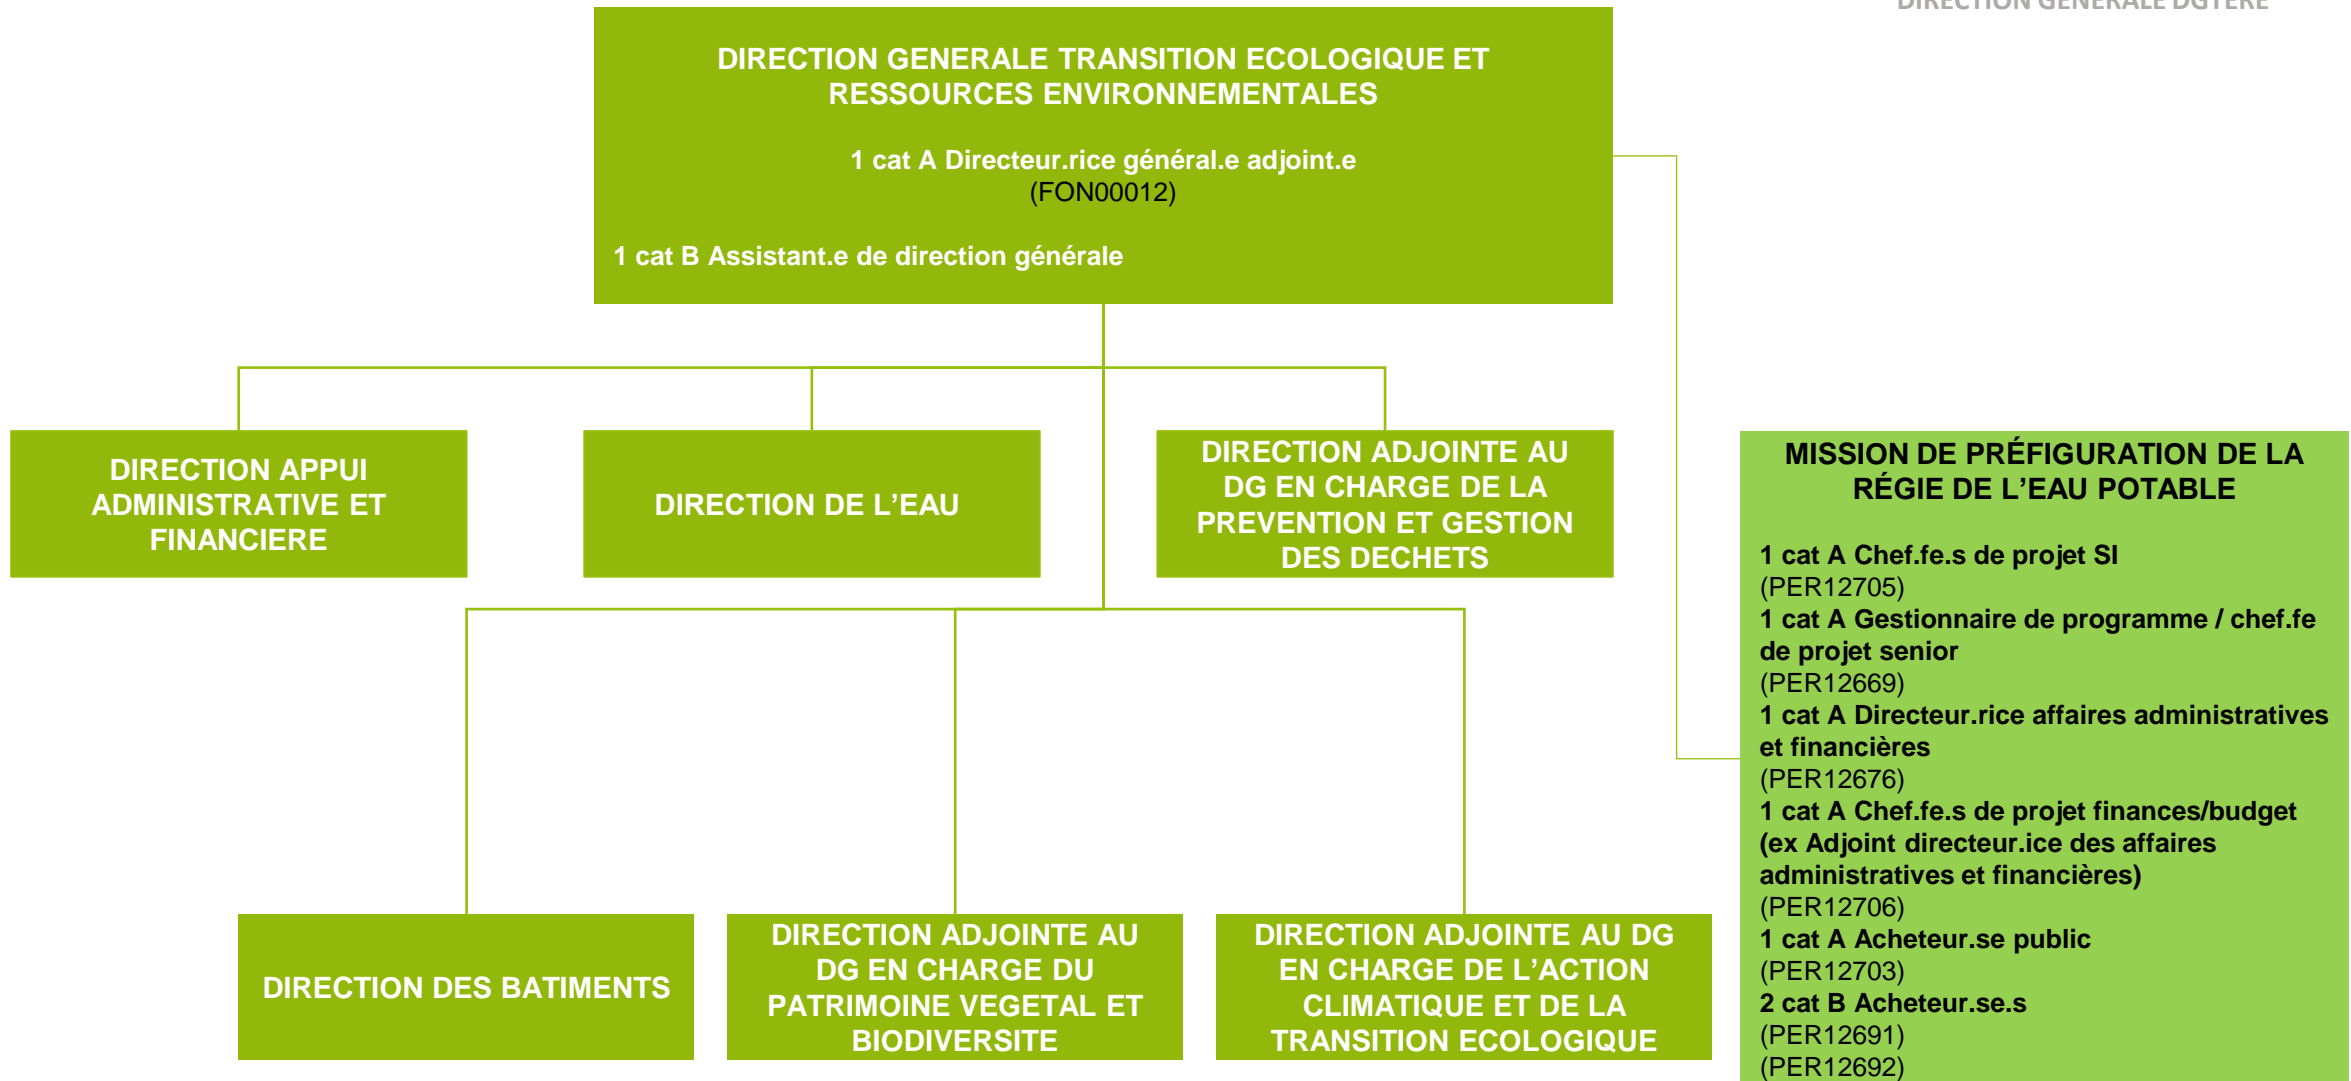 DIRECTION GENERALE DGTERE
DIRECTION GENERALE TRANSITION ECOLOGIQUE ET
RESSOURCES ENVIRONNEMENTALES
1 cat A Directeur.rice général.e adjoint.e
(FON00012)
1 cat B Assistant.e de direction générale
DIRECTION APPUI
ADMINISTRATIVE ET
FINANCIERE
DIRECTION DE L’EAU
DIRECTION ADJOINTE AU
DG EN CHARGE DE LA
PREVENTION ET GESTION
DES DECHETS
MISSION DE PRÉFIGURATION DE LA
RÉGIE DE L’EAU POTABLE
1 cat A Chef.fe.s de projet SI
(PER12705)
1 cat A Gestionnaire de programme / chef.fe
de projet senior
(PER12669)
1 cat A Directeur.rice affaires administratives
et financières
(PER12676)
1 cat A Chef.fe.s de projet finances/budget
(ex Adjoint directeur.ice des affaires
administratives et financières)
(PER12706)
1 cat A Acheteur.se public
(PER12703)
2 cat B Acheteur.se.s
(PER12691)
(PER12692)
DIRECTION DES BATIMENTS
DIRECTION ADJOINTE AU
DG EN CHARGE DU
PATRIMOINE VEGETAL ET
BIODIVERSITE
DIRECTION ADJOINTE AU DG
EN CHARGE DE L’ACTION
CLIMATIQUE ET DE LA
TRANSITION ECOLOGIQUE